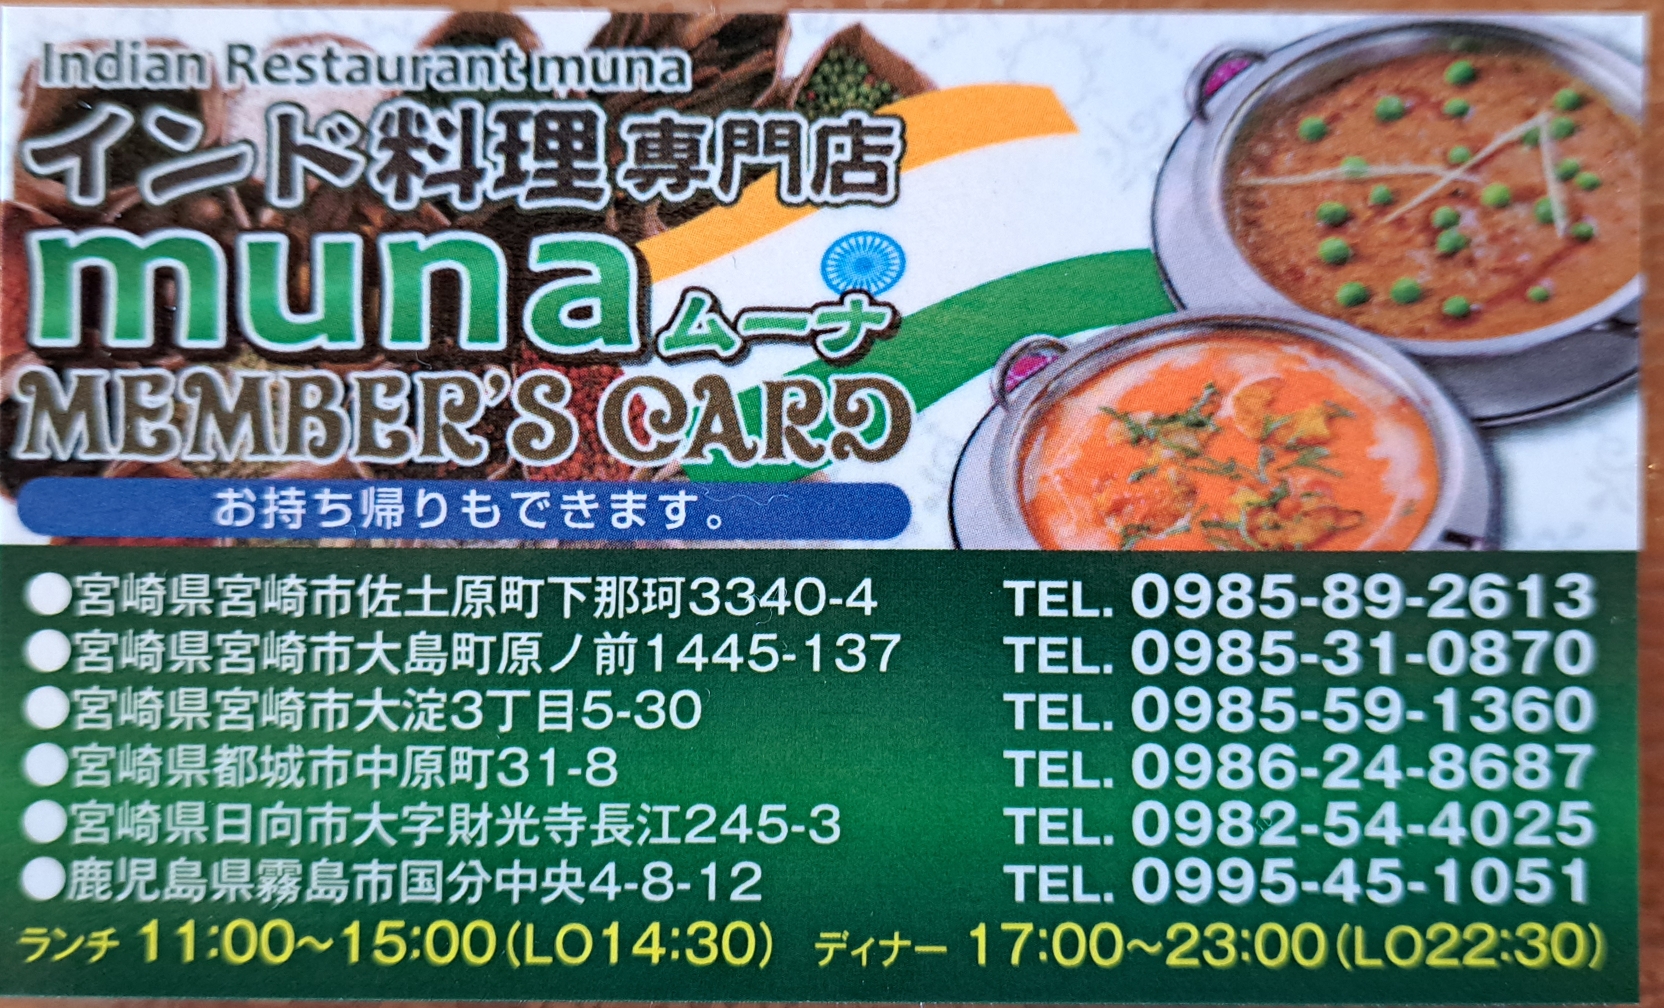 Indian Restaurant muna
インド料理専門店
muna ムーナ
MEMBER'S CARD
お持ち帰りもできます。
●宮崎県宮崎市佐土原町下那珂3340-4 TEL. 0985-89-2613
●宮崎県宮崎市大島町原ノ前1445-137 TEL. 0985-31-0870
●宮崎県宮崎市大淀3丁目5-30 TEL. 0985-59-1360
●宮崎県都城市中原町31-8 TEL. 0986-24-8687
●宮崎県日向市大字財光寺長江245-3 TEL. 0982-54-4025
●鹿児島県霧島市国分中央4-8-12 TEL. 0995-45-1051
ランチ 11:00~15:00(LO14:30) ディナー 17:00~23:00(LO22:30)